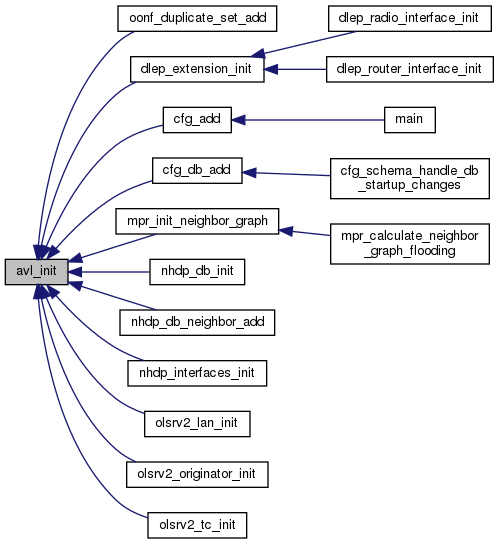 oonf_duplicate_set_add
dlep_radio_interface_init
dlep_extension_init
dlep_router_interface_init
cfg_add
main
cfg_db_add
cfg_schema_handle_db
_startup_changes
mpr_init_neighbor_graph
mpr_calculate_neighbor
_graph_flooding
avl_init
nhdp_db_init
nhdp_db_neighbor_add
nhdp_interfaces_init
olsrv2_lan_init
olsrv2_originator_init
olsrv2_tc_init